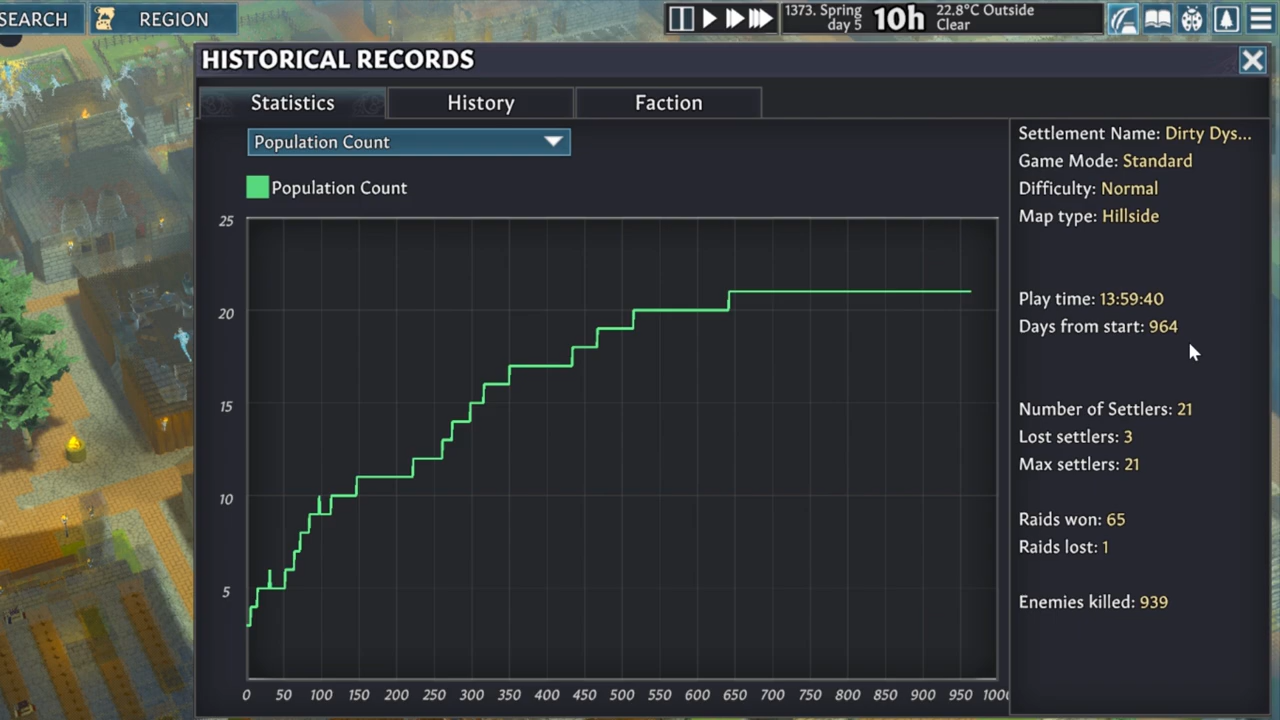 SEARCH
REGION
1373. Spring
day 5
10h
22.8°C Outside
Clear
HISTORICAL RECORDS
Statistics
History
Faction
Population Count
Population Count
25
20
15
10
5
0 50 100 150 200 250 300 350 400 450 500 550 600 650 700 750 800 850 900 950 1000
Settlement Name: Dirty Dys...
Game Mode: Standard
Difficulty: Normal
Map type: Hillside
Play time: 13:59:40
Days from start: 964
Number of Settlers: 21
Lost settlers: 3
Max settlers: 21
Raids won: 65
Raids lost: 1
Enemies killed: 939